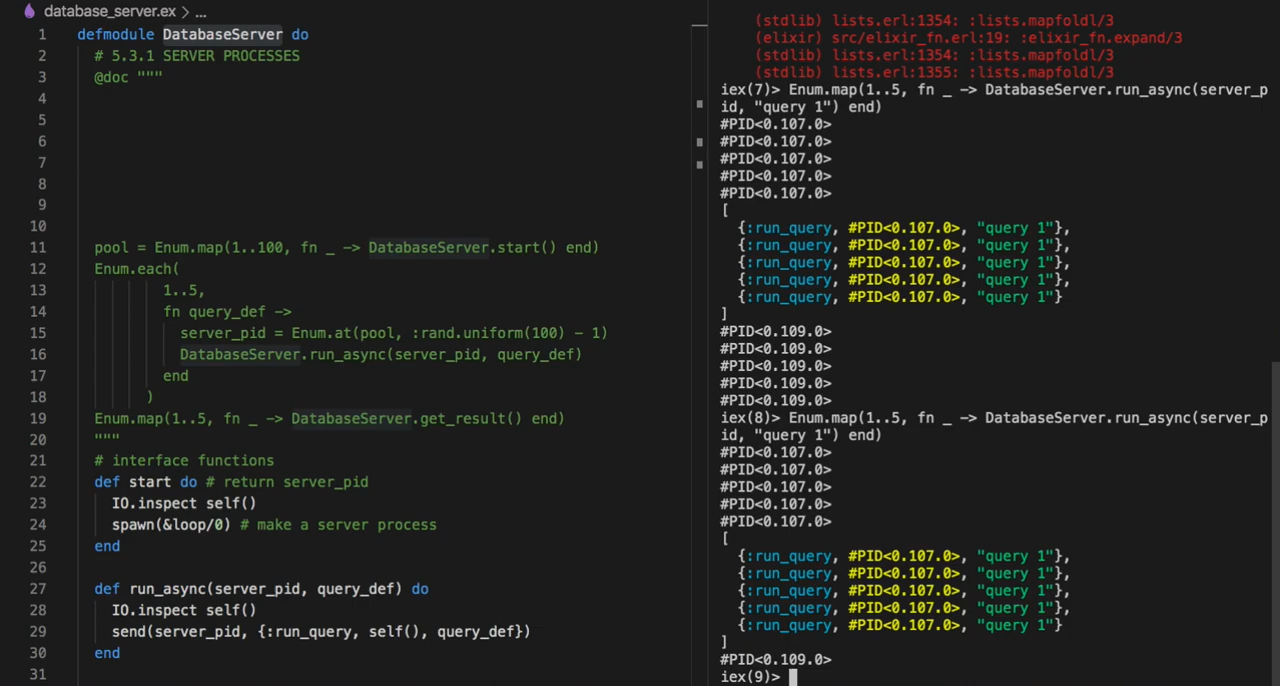 database_server.ex > ...
1 defmodule DatabaseServer do
2 # 5.3.1 SERVER PROCESSES
3 @doc """
4
5
6
7
8
9
10
11 pool = Enum.map(1..100, fn _ -> DatabaseServer.start() end)
12 Enum.each(
13 1..5,
14 fn query_def ->
15 server_pid = Enum.at(pool, :rand.uniform(100) - 1)
16 DatabaseServer.run_async(server_pid, query_def)
17 end
18 )
19 Enum.map(1..5, fn _ -> DatabaseServer.get_result() end)
20 """
21 # interface functions
22 def start do # return server_pid
23 IO.inspect self()
24 spawn(&loop/0) # make a server process
25 end
26
27 def run_async(server_pid, query_def) do
28 IO.inspect self()
29 send(server_pid, {:run_query, self(), query_def})
30 end
31
(stdlib) lists.erl:1354: :lists.mapfoldl/3
(elixir) src/elixir_fn.erl:19: :elixir_fn.expand/3
(stdlib) lists.erl:1354: :lists.mapfoldl/3
(stdlib) lists.erl:1355: :lists.mapfoldl/3
iex(7)> Enum.map(1..5, fn _ -> DatabaseServer.run_async(server_p
id, "query 1") end)
#PID<0.107.0>
#PID<0.107.0>
#PID<0.107.0>
#PID<0.107.0>
#PID<0.107.0>
[
{:run_query, #PID<0.107.0>, "query 1"},
{:run_query, #PID<0.107.0>, "query 1"},
{:run_query, #PID<0.107.0>, "query 1"},
{:run_query, #PID<0.107.0>, "query 1"},
{:run_query, #PID<0.107.0>, "query 1"}
]
#PID<0.109.0>
#PID<0.109.0>
#PID<0.109.0>
#PID<0.109.0>
#PID<0.109.0>
iex(8)> Enum.map(1..5, fn _ -> DatabaseServer.run_async(server_p
id, "query 1") end)
#PID<0.107.0>
#PID<0.107.0>
#PID<0.107.0>
#PID<0.107.0>
#PID<0.107.0>
[
{:run_query, #PID<0.107.0>, "query 1"},
{:run_query, #PID<0.107.0>, "query 1"},
{:run_query, #PID<0.107.0>, "query 1"},
{:run_query, #PID<0.107.0>, "query 1"},
{:run_query, #PID<0.107.0>, "query 1"}
]
#PID<0.109.0>
iex(9)>